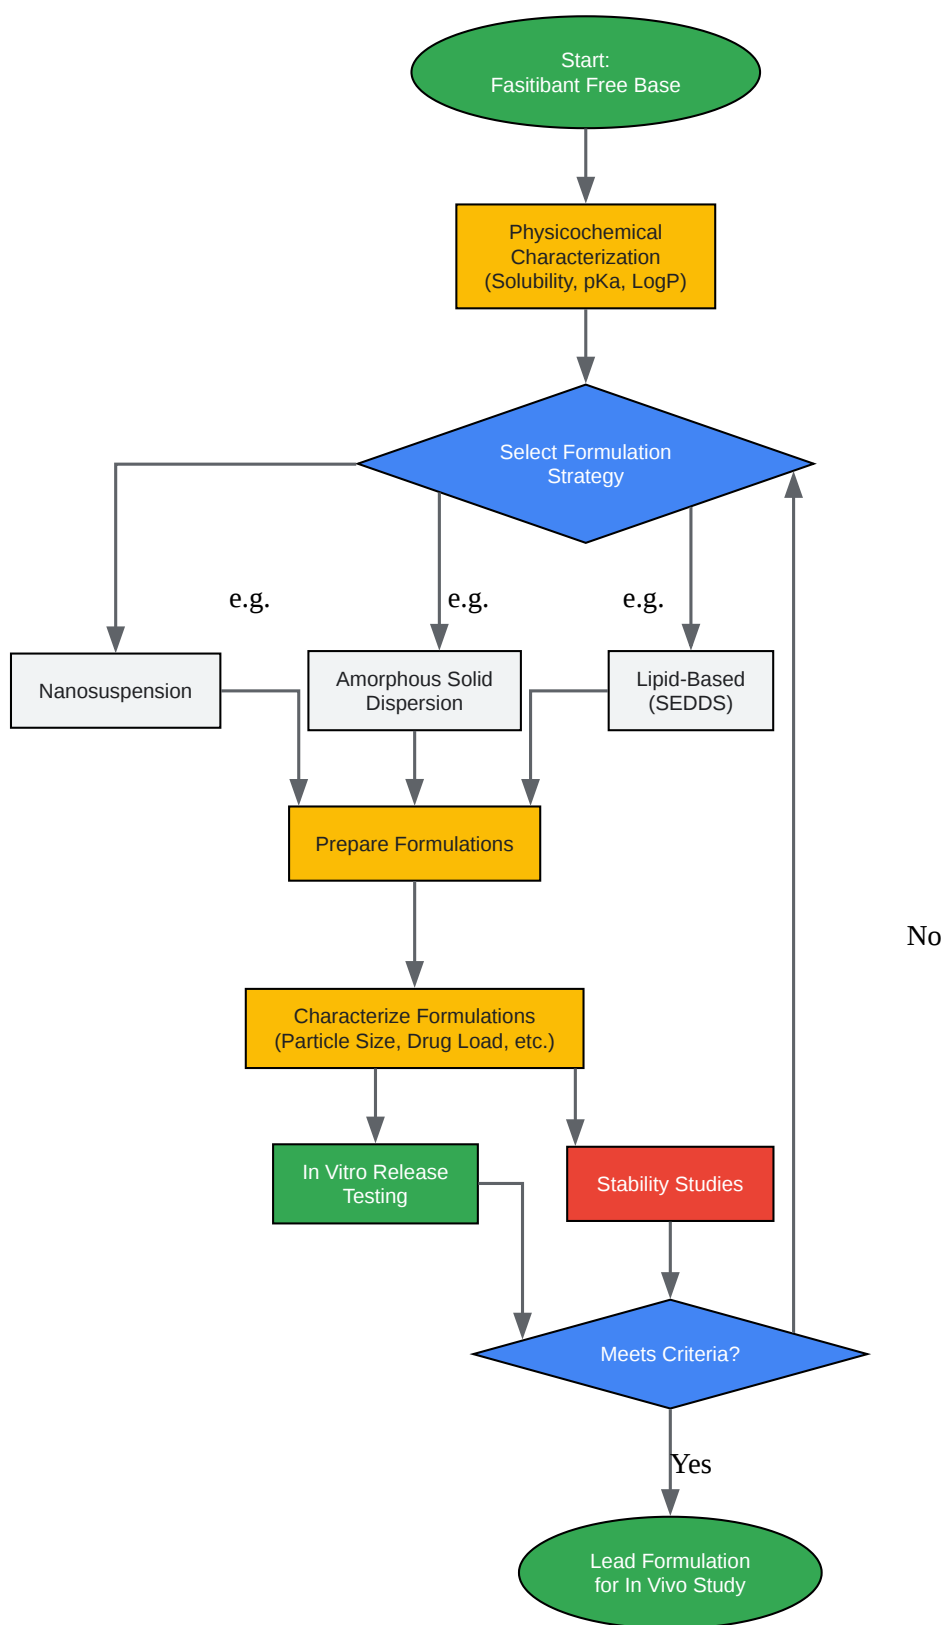 Start:
Fasitibant Free Base
Physicochemical
Characterization
(Solubility, pKa, LogP)
Select Formulation
Strategy
e.g.
e.g.
e.g.
Nanosuspension
Amorphous Solid
Dispersion
Lipid-Based
(SEDDS)
Prepare Formulations
No
Characterize Formulations
(Particle Size, Drug Load, etc.)
In Vitro Release
Testing
Stability Studies
Meets Criteria?
Yes
Lead Formulation
for In Vivo Study